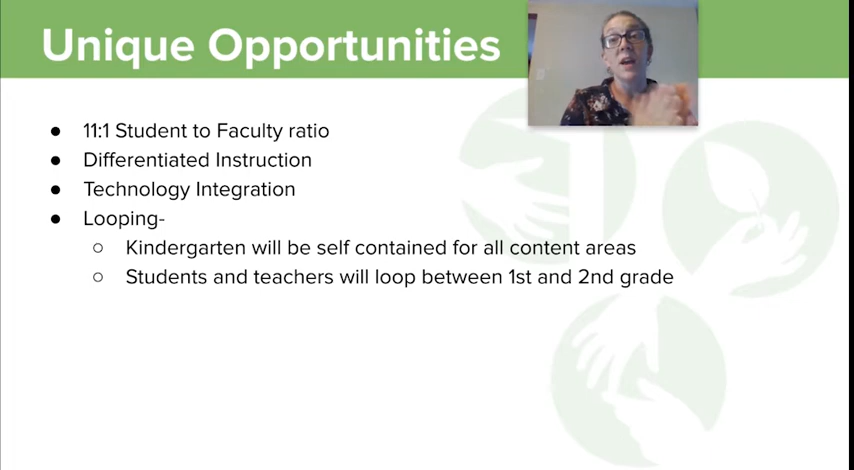 Unique Opportunities
● 11:1 Student to Faculty ratio
● Differentiated Instruction
● Technology Integration
● Looping-
○ Kindergarten will be self contained for all content areas
○ Students and teachers will loop between 1st and 2nd grade